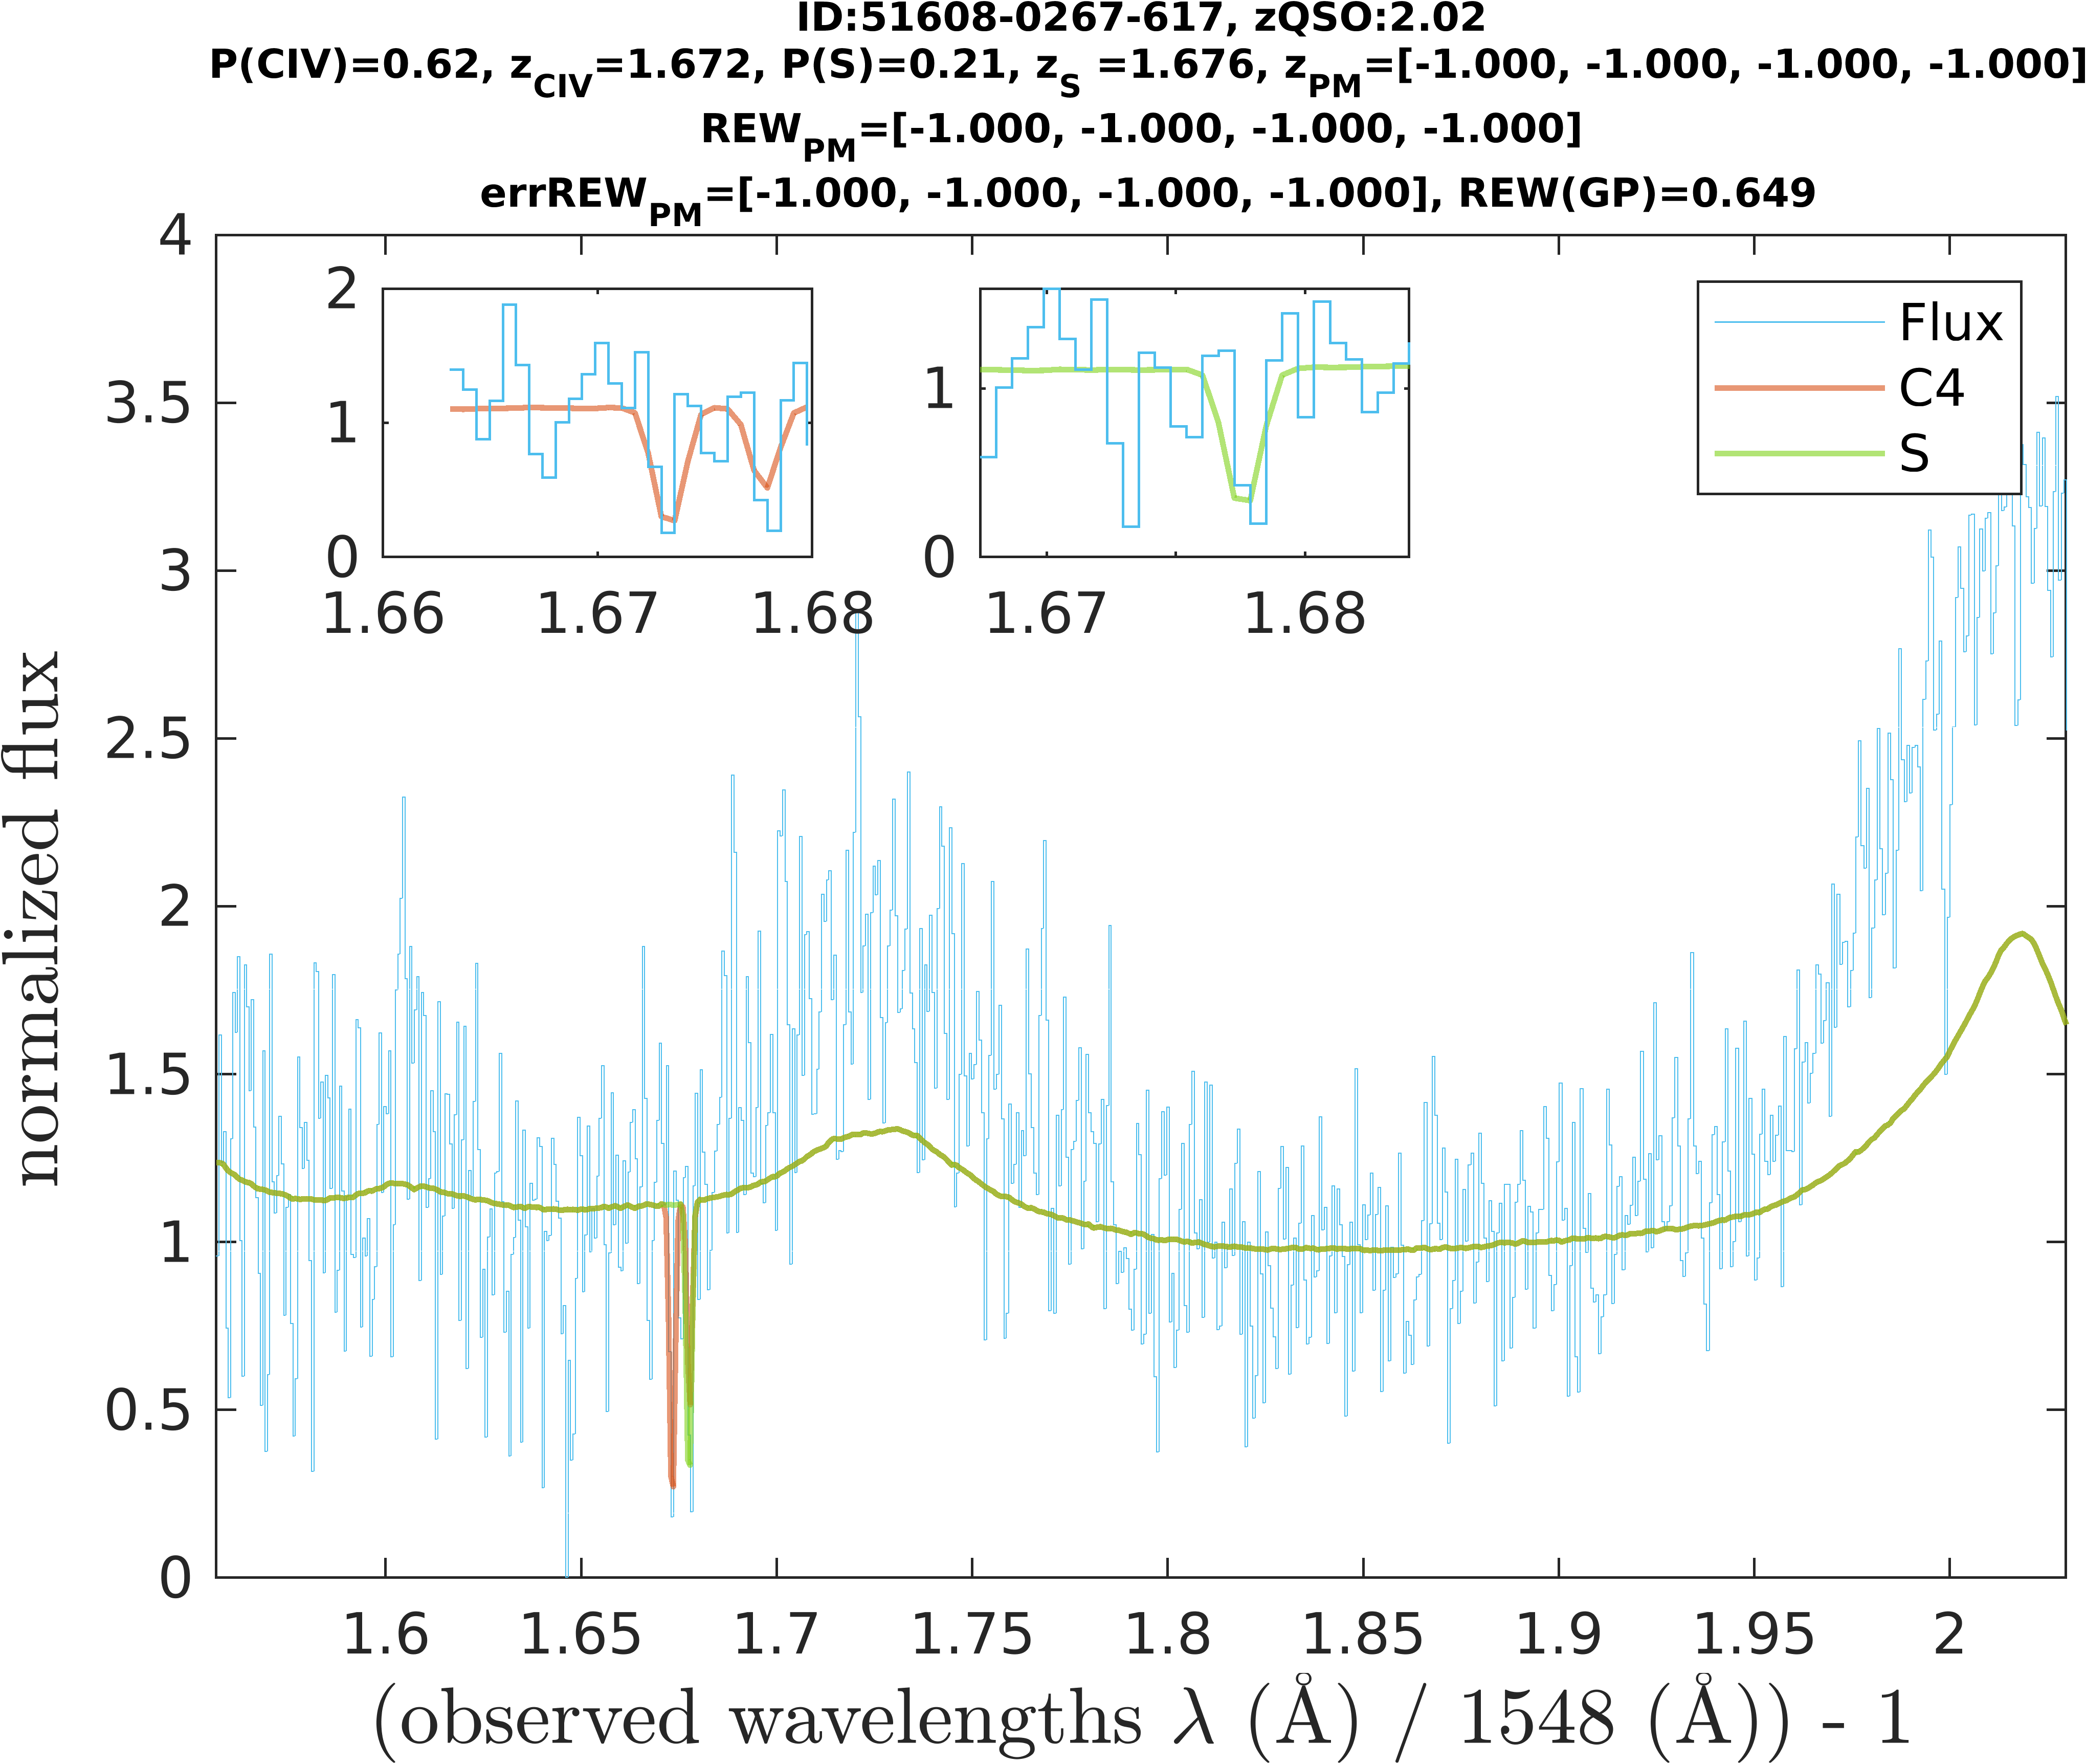 ID:51608-0267-617, zQSO:2.02
P(CIV)=0.62, zCIV=1.672, P(S)=0.21, zS =1.676, zPM=[-1.000, -1.000, -1.000, -1.000]
REWPM=[-1.000, -1.000, -1.000, -1.000]
errREWPM=[-1.000, -1.000, -1.000, -1.000], REW(GP)=0.649
4
3.5
3
2.5
2
1.5
1
0.5
0
normalized flux
2
1
0
1.66 1.67 1.68
1
0
1.67 1.68
Flux
C4
S
1.6 1.65 1.7 1.75 1.8 1.85 1.9 1.95 2
(observed wavelengths λ (Å) / 1548 (Å)) - 1